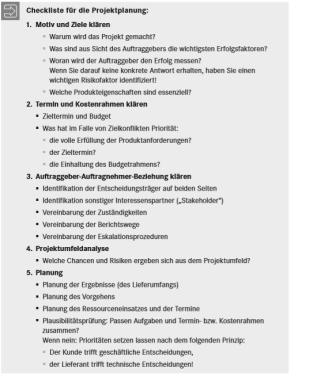 Checkliste für die Projektplanung:
1. Motiv und Ziele klären
• Warum wird das Projekt gemacht?
• Was sind aus Sicht des Auftraggebers die wichtigsten Erfolgsfaktoren?
• Woran wird der Auftraggeber den Erfolg messen?
Wenn Sie darauf keine konkrete Antwort erhalten, haben Sie einen
wichtigen Risikofaktor identifiziert!
• Welche Produkteigenschaften sind essenziell?
2. Termin und Kostenrahmen klären
• Zieltermin und Budget
• Was hat im Falle von Zielkonflikten Priorität:
• die volle Erfüllung der Produktanforderungen?
• der Zieltermin?
• die Einhaltung des Budgetrahmens?
3. Auftraggeber-Auftragnehmer-Beziehung klären
• Identifikation der Entscheidungsträger auf beiden Seiten
• Identifikation sonstiger Interessenspartner („Stakeholder“)
• Vereinbarung der Zuständigkeiten
• Vereinbarung der Berichtswege
• Vereinbarung der Eskalationsprozeduren
4. Projektumfeldanalyse
• Welche Chancen und Risiken ergeben sich aus dem Projektumfeld?
5. Planung
• Planung der Ergebnisse (des Lieferumfangs)
• Planung des Vorgehens
• Planung des Ressourceneinsatzes und der Termine
• Plausibilitätsprüfung: Passen Aufgaben und Termin- bzw. Kostenrahmen
zusammen?
Wenn nein: Prioritäten setzen lassen nach dem folgenden Prinzip:
• Der Kunde trifft geschäftliche Entscheidungen,
• der Lieferant trifft technische Entscheidungen!